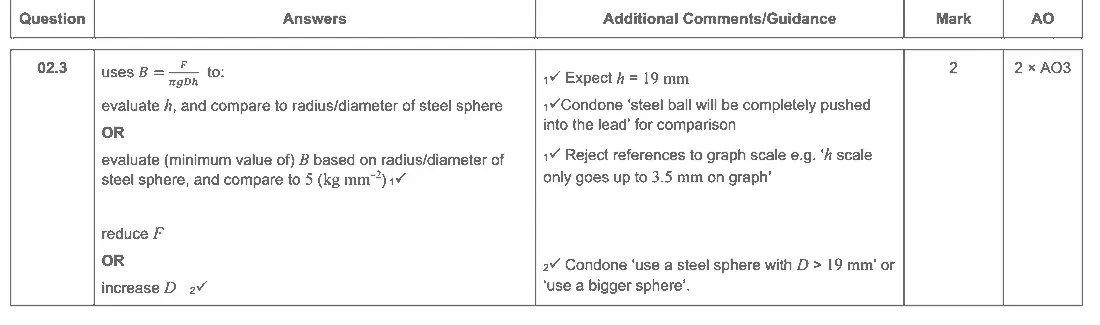 Question Answers Additional Comments/Guidance Mark AO
02.3 uses B = F/πgDh to: ₁✓ Expect h = 19 mm 2 2 × AO3
evaluate h, and compare to radius/diameter of steel sphere
OR
evaluate (minimum value of) B based on radius/diameter of
steel sphere, and compare to 5 (kg mm⁻²) ₁✓
reduce F
OR
increase D ₂✓
₁✓Condone ‘steel ball will be completely pushed
into the lead’ for comparison
₁✓ Reject references to graph scale e.g. ‘h scale
only goes up to 3.5 mm on graph’
₂✓ Condone ‘use a steel sphere with D > 19 mm’ or
‘use a bigger sphere’.